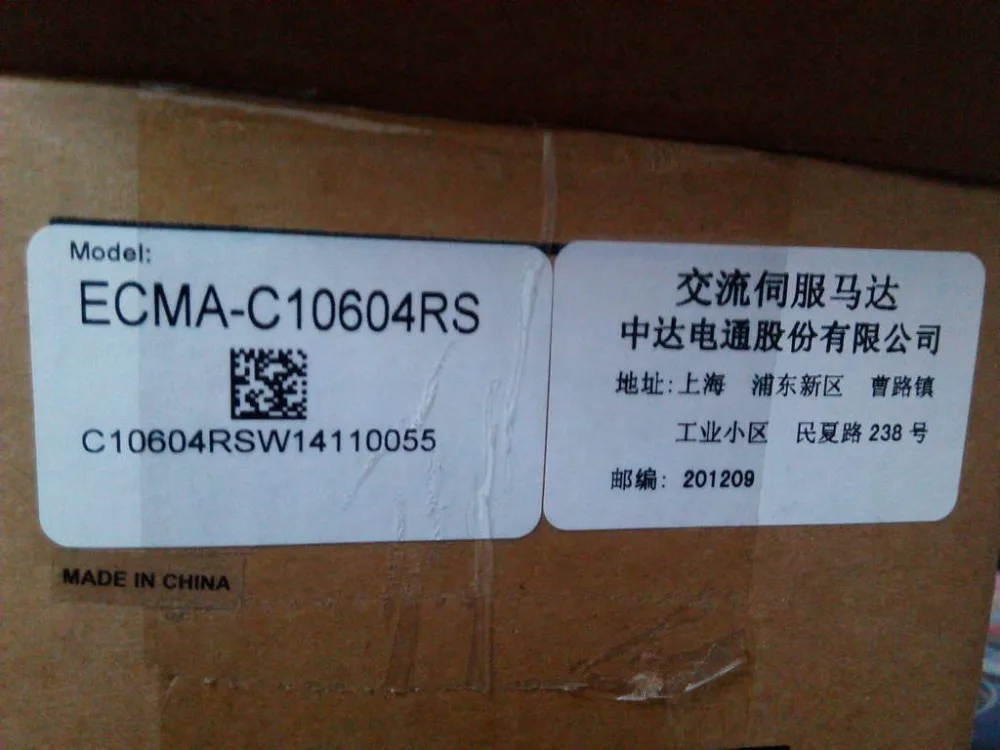 Model:
ECMA-C10604RS
C10604RSW14110055
交流伺服马达
中达电通股份有限公司
地址:上海 浦东新区 曹路镇
工业小区 民夏路 238 号
邮编: 201209
MADE IN CHINA